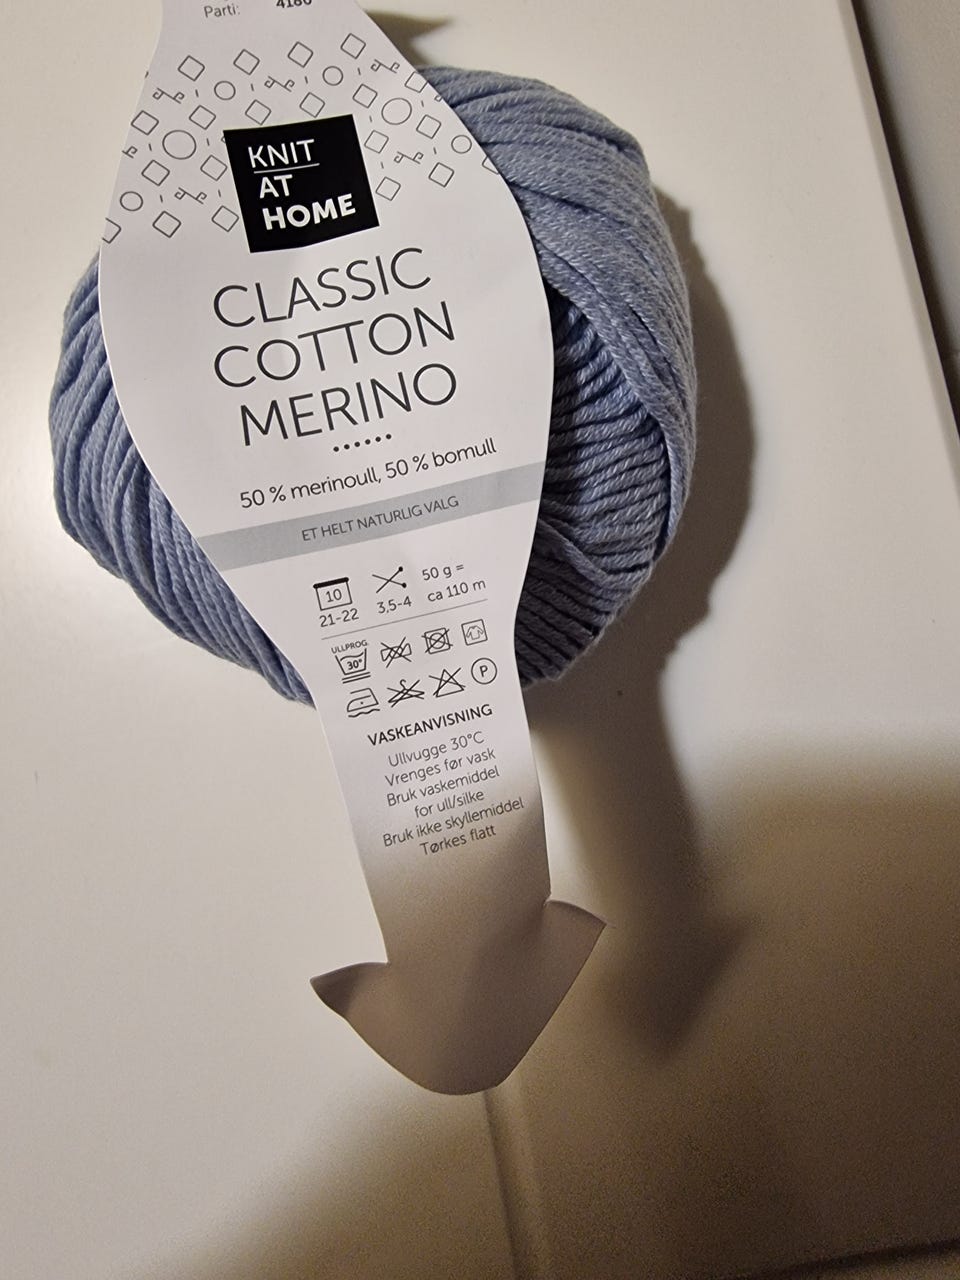 Parti: 4180
KNIT
AT
HOME
CLASSIC
COTTON
MERINO
50 % merinoull, 50 % bomull
ET HELT NATURLIG VALG
10
21-22
3,5-4
50 g =
ca 110 m
ULLPROG.
30°
P
VASKEANVISNING
Ullvugge 30°C
Vrenges før vask
Bruk vaskemiddel
for ull/silke
Bruk ikke skyllemiddel
Tørkes flatt